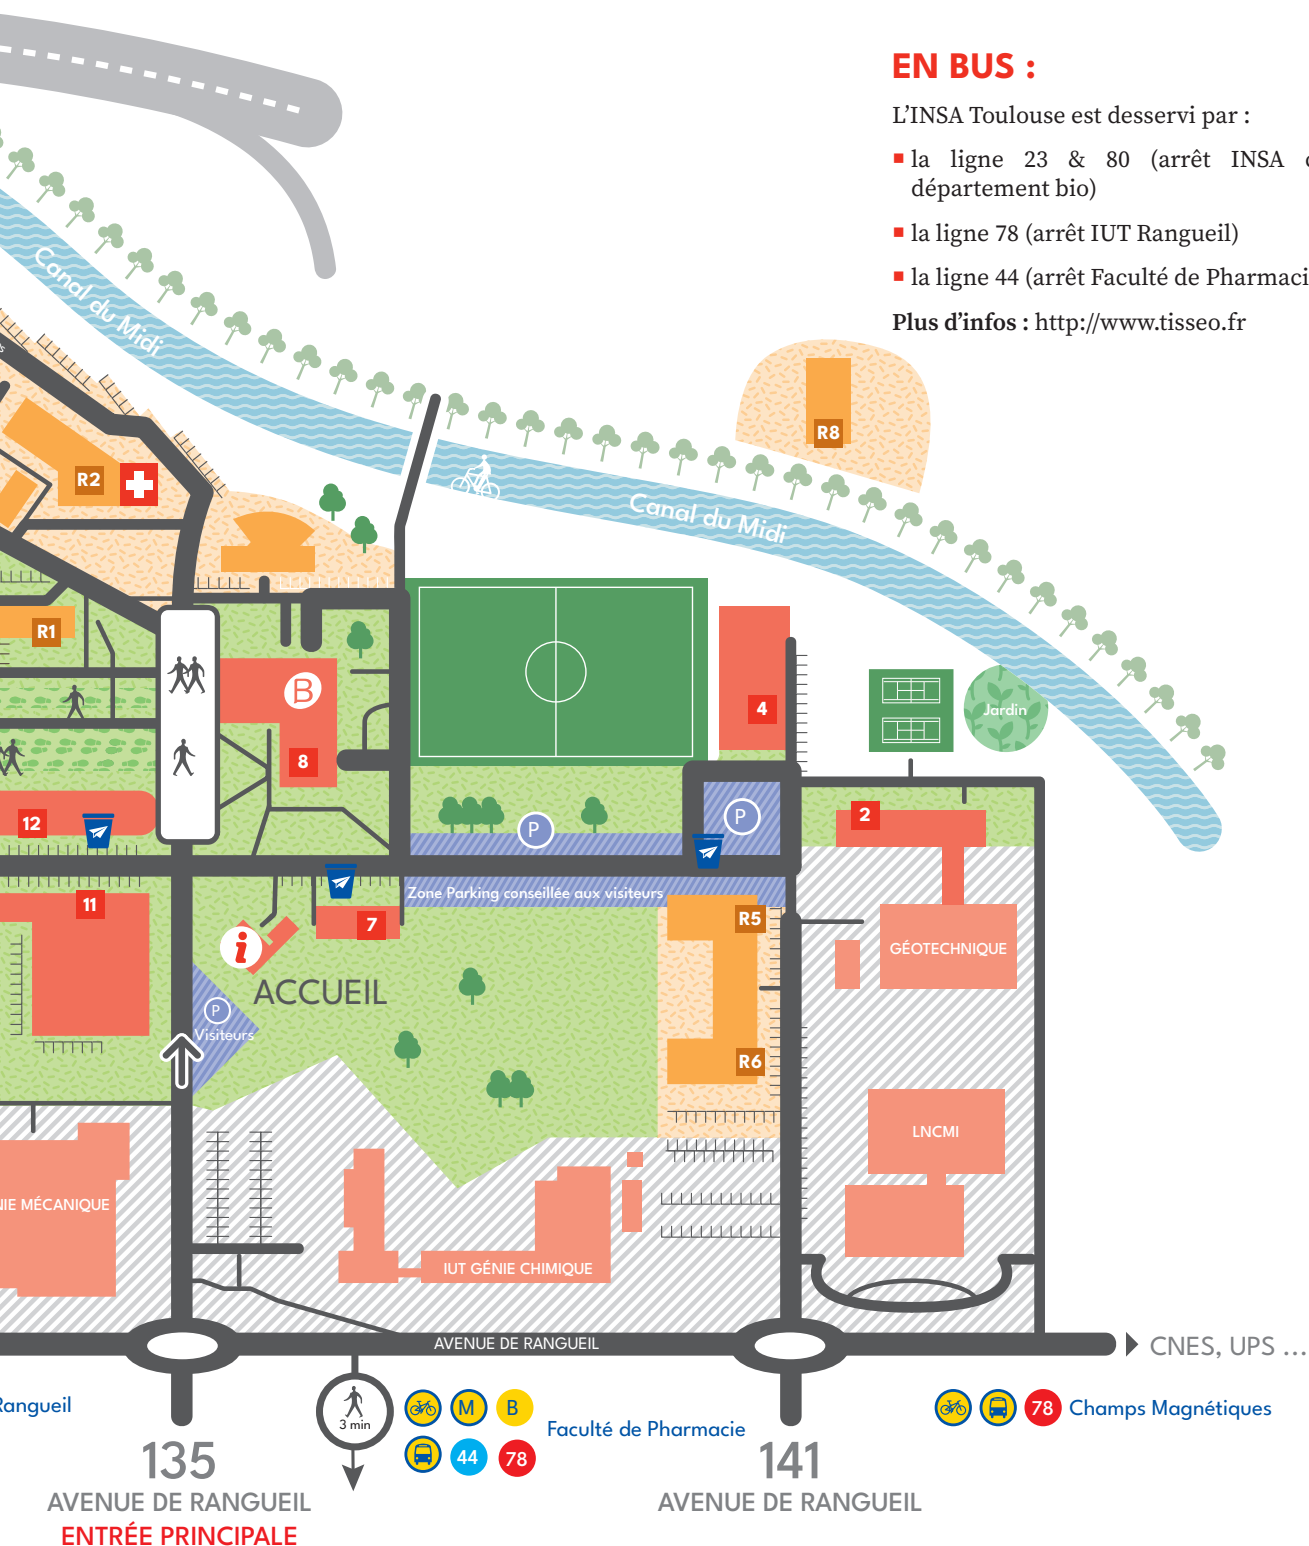 EN BUS :
L’INSA Toulouse est desservi par :
la ligne 23 & 80 (arrêt INSA
département bio)
la ligne 78 (arrêt IUT Rangueil)
la ligne 44 (arrêt Faculté de Pharmaci
Plus d’infos : http://www.tisseo.fr
Canal du Midi
R8
R2
Canal du Midi
R1
B
4
Jardin
8
12
P
P
2
Zone Parking conseillée aux visiteurs
11
7
R5
i
GÉOTECHNIQUE
ACCUEIL
P
Visiteurs
R6
LNCMI
NIE MÉCANIQUE
IUT GÉNIE CHIMIQUE
AVENUE DE RANGUEIL
CNES, UPS ...
Rangueil
3 min
M
B
44
78
Faculté de Pharmacie
78 Champs Magnétiques
135
AVENUE DE RANGUEIL
ENTRÉE PRINCIPALE
141
AVENUE DE RANGUEIL